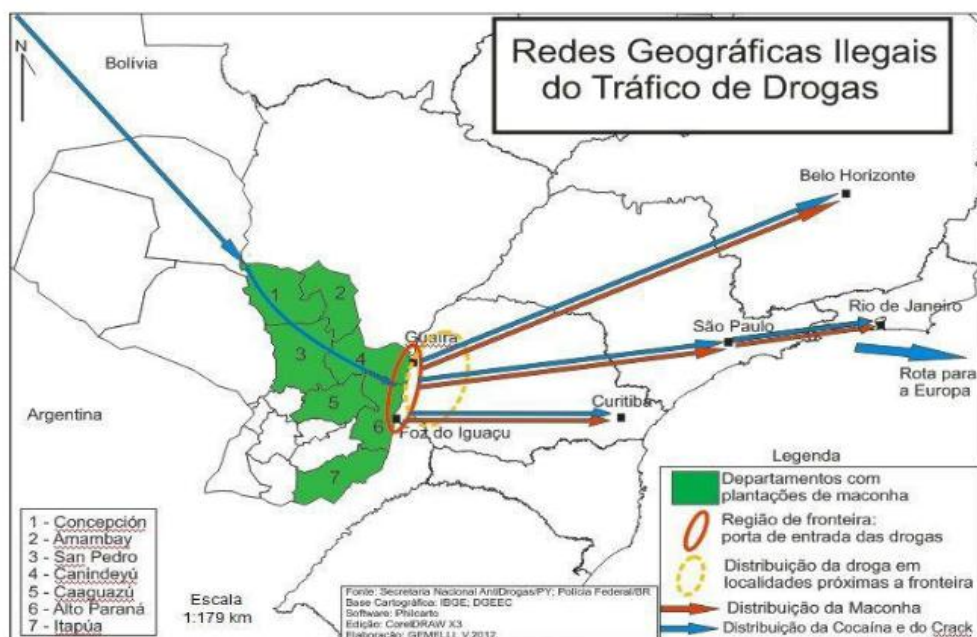 Redes Geográficas Ilegais
do Tráfico de Drogas
N
Bolívia
Belo Horizonte
Rio de Janeiro
São Paulo
Rota para
a Europa
1
2
3
4
5
6
7
Guaíra
Curitiba
Foz do Iguaçu
Argentina
Legenda
Departamentos com
plantações de maconha
Região de fronteira:
porta de entrada das drogas
Distribuição da droga em
localidades próximas a fronteira
Distribuição da Maconha
Distribuição da Cocaína e do Crack
1 - Concepción
2 - Amambay
3 - San Pedro
4 - Canindeyú
5 - Caaguazú
6 - Alto Paraná
7 - Itapúa
Escala
1:179 km
Fonte: Secretaria Nacional AntiDrogas/PY; Polícia Federal/BR
Base Cartográfica: IBGE; DGEEC
Software: Philcarto
Edição: CorelDRAW X3
Elaboração: GEMELLI, V.2012